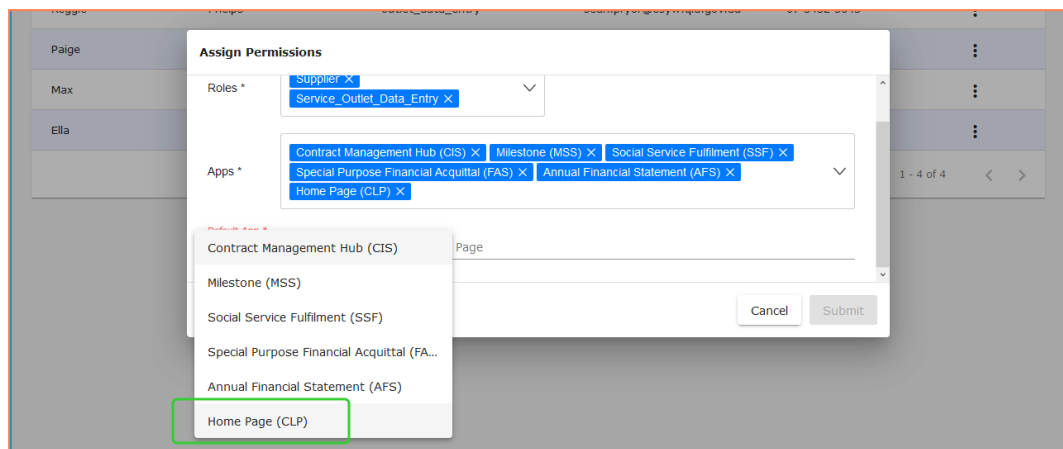 Paige
Assign Permissions
Max
Roles *
Supplier ×
Service_Outlet_Data_Entry ×
Ella
Apps *
Contract Management Hub (CIS) × Milestone (MSS) × Social Service Fulfilment (SSF) ×
Special Purpose Financial Acquittal (FAS) × Annual Financial Statement (AFS) ×
Home Page (CLP) ×
1 - 4 of 4 < >
Default App *
Contract Management Hub (CIS)
Page
Milestone (MSS)
Social Service Fulfilment (SSF)
Cancel Submit
Special Purpose Financial Acquittal (FA...
Annual Financial Statement (AFS)
Home Page (CLP)